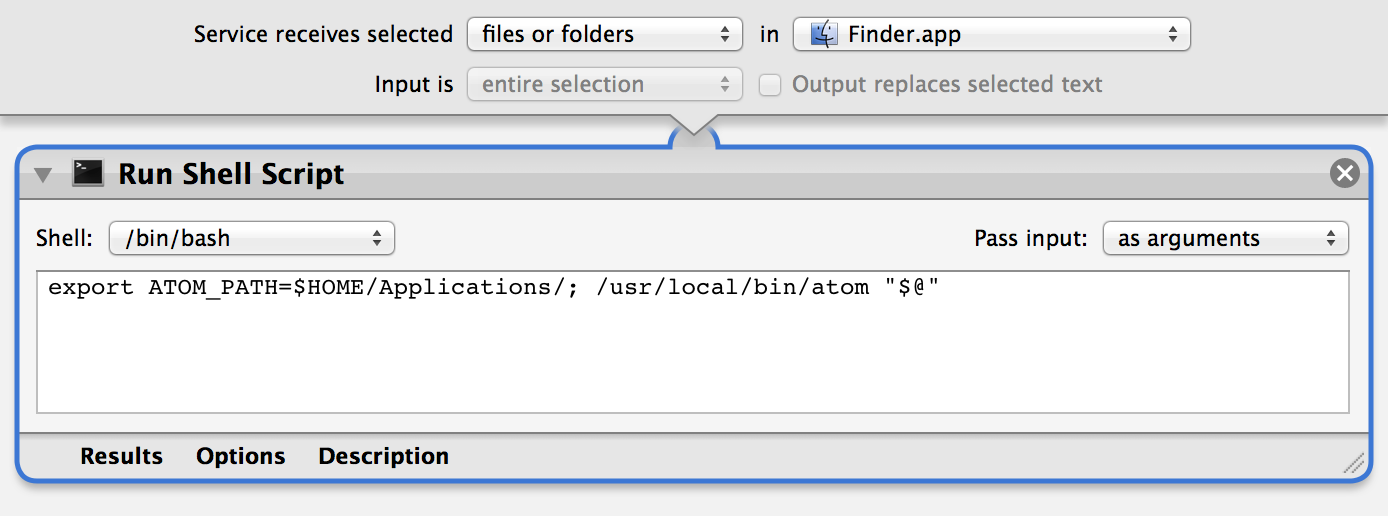 Service receives selected files or folders in Finder.app
Input is entire selection Output replaces selected text
Run Shell Script
Shell: /bin/bash Pass input: as arguments
export ATOM_PATH=$HOME/Applications/; /usr/local/bin/atom "$@"
Results Options Description